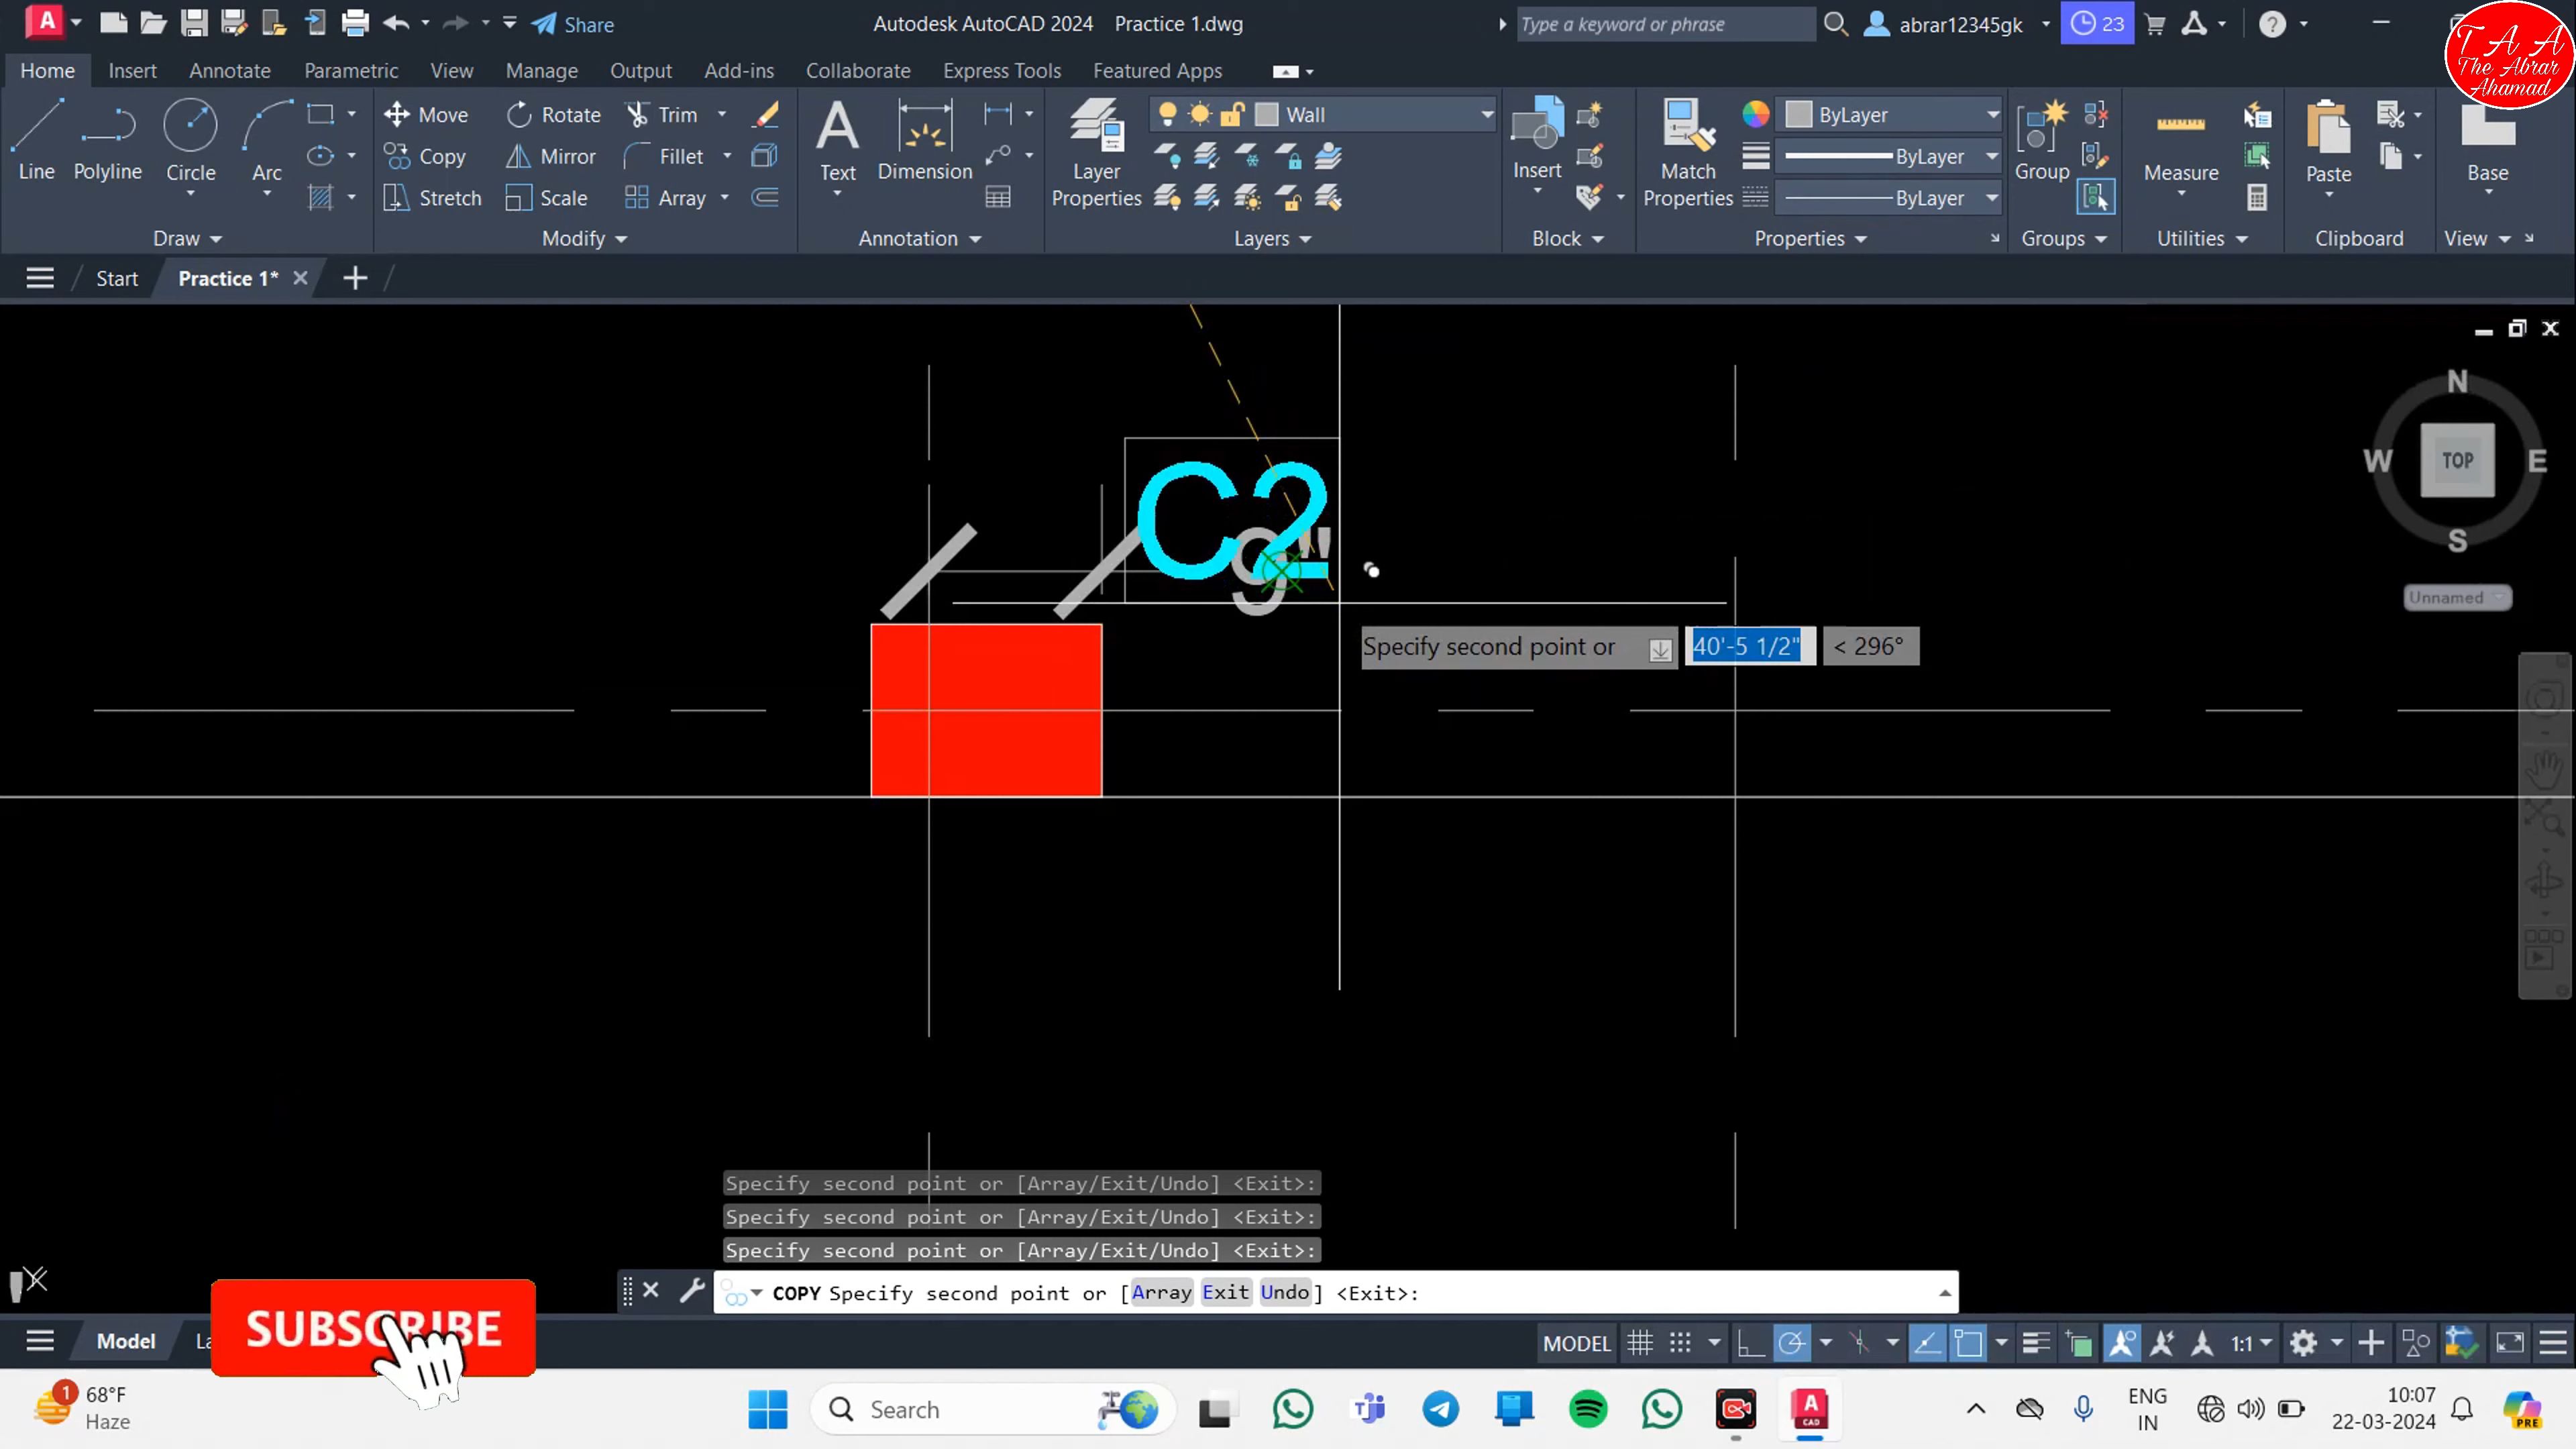 Share
Autodesk AutoCAD 2024 Practice 1.dwg
Type a keyword or phrase
abrar12345gk
23
T A A
The Abrar
Ahamad
Home Insert Annotate Parametric View Manage Output Add-ins Collaborate Express Tools Featured Apps
Line Polyline Circle Arc
Move Rotate Trim
Copy Mirror Fillet
Stretch Scale Array
Text Dimension
Layer Properties
Wall
Insert
Match Properties
ByLayer
ByLayer
ByLayer
Group
Measure
Paste
Base
Draw Modify Annotation Layers Block Properties Groups Utilities Clipboard View
Start Practice 1*
N
W TOP E
S
Unnamed
C2
9"
Specify second point or 40'-5 1/2" < 296°
Specify second point or [Array/Exit/Undo] <Exit>:
Specify second point or [Array/Exit/Undo] <Exit>:
Specify second point or [Array/Exit/Undo] <Exit>:
COPY Specify second point or [Array Exit Undo] <Exit>:
SUBSCRIBE
Model La
MODEL
1:1
A
CAD
1
68°F
Haze
Search
ENG
IN
10:07
22-03-2024
PRE